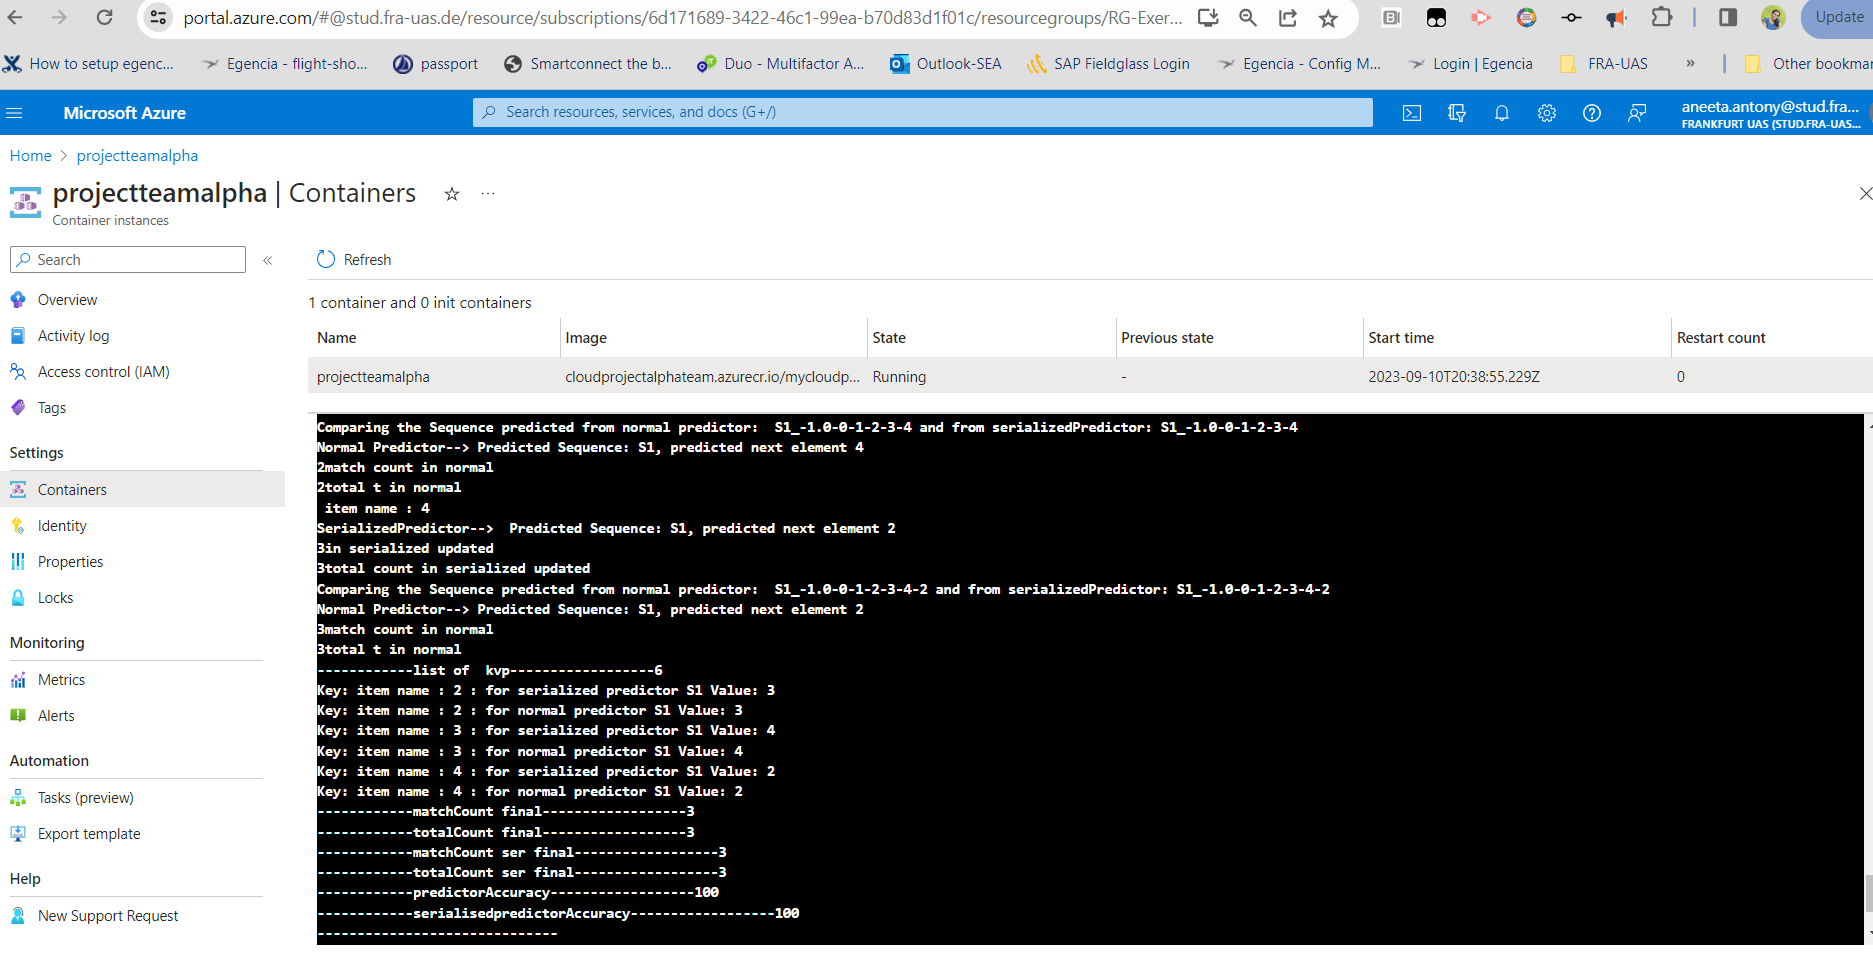 portal.azure.com/#@stud.fra-uas.de/resource/subscriptions/6d171689-3422-46c1-99ea-b70d83d1f01c/resourcegroups/RG-Exer...
Update
How to setup egenc...
Egencia - flight-sho...
passport
Smartconnect the b...
Duo - Multifactor A...
Outlook-SEA
SAP Fieldglass Login
Egencia - Config M...
Login | Egencia
FRA-UAS
»
Other bookmar
Microsoft Azure
Search resources, services, and docs (G+/)
aneeta.antony@stud.fra...
FRANKFURT UAS (STUD.FRA-UAS....
Home > projectteamalpha
projectteamalpha | Containers
Container instances
Search
«
Refresh
Overview
Activity log
Access control (IAM)
Tags
Settings
Containers
Identity
Properties
Locks
Monitoring
Metrics
Alerts
Automation
Tasks (preview)
Export template
Help
New Support Request
1 container and 0 init containers
Name Image State Previous state Start time Restart count
projectteamalpha cloudprojectalphateam.azurecr.io/mycloudp... Running - 2023-09-10T20:38:55.229Z 0
Comparing the Sequence predicted from normal predictor:  S1_-1.0-0-1-2-3-4 and from serializedPredictor: S1_-1.0-0-1-2-3-4
Normal Predictor--> Predicted Sequence: S1, predicted next element 4
2match count in normal
2total t in normal
item name : 4
SerializedPredictor-->  Predicted Sequence: S1, predicted next element 2
3in serialized updated
3total count in serialized updated
Comparing the Sequence predicted from normal predictor:  S1_-1.0-0-1-2-3-4-2 and from serializedPredictor: S1_-1.0-0-1-2-3-4-2
Normal Predictor--> Predicted Sequence: S1, predicted next element 2
3match count in normal
3total t in normal
------------list of  kvp------------------6
Key: item name : 2 : for serialized predictor S1 Value: 3
Key: item name : 2 : for normal predictor S1 Value: 3
Key: item name : 3 : for serialized predictor S1 Value: 4
Key: item name : 3 : for normal predictor S1 Value: 4
Key: item name : 4 : for serialized predictor S1 Value: 2
Key: item name : 4 : for normal predictor S1 Value: 2
------------matchCount final------------------3
------------totalCount final------------------3
------------matchCount ser final------------------3
------------totalCount ser final------------------3
------------predictorAccuracy------------------100
------------serialisedpredictorAccuracy------------------100
------------------------------